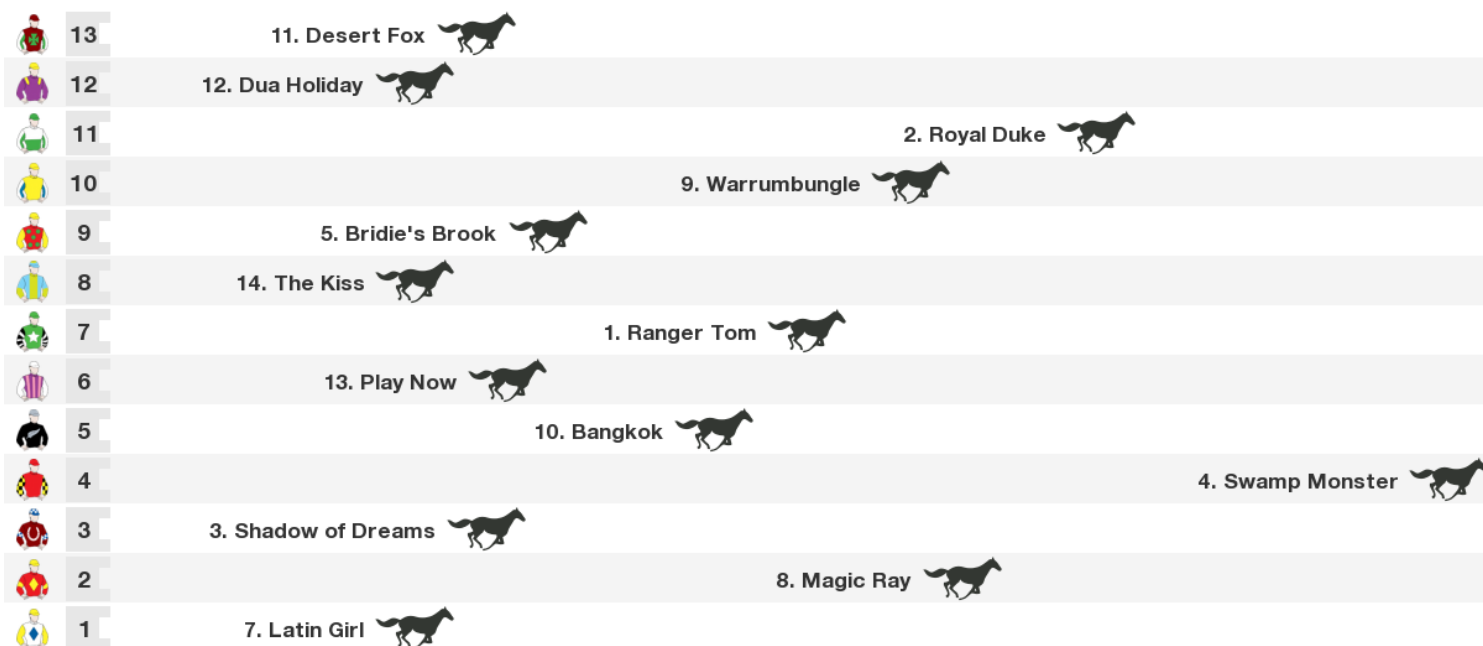 13 11. Desert Fox
12 12. Dua Holiday
11 2. Royal Duke
10 9. Warrumbungle
9 5. Bridie's Brook
8 14. The Kiss
7 1. Ranger Tom
6 13. Play Now
5 10. Bangkok
4 4. Swamp Monster
3 3. Shadow of Dreams
2 8. Magic Ray
1 7. Latin Girl